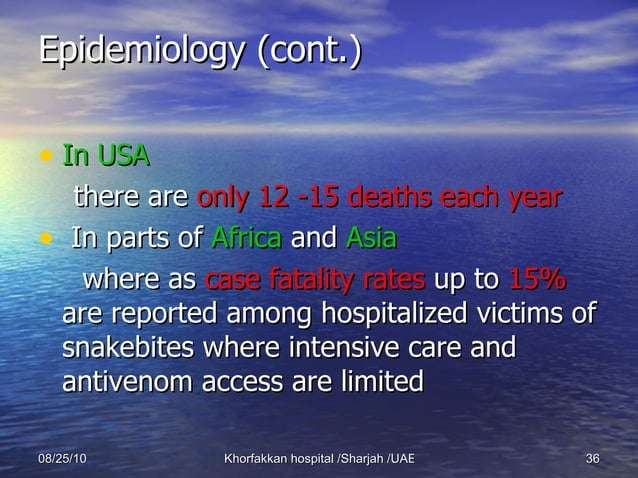 Epidemiology (cont.)
• In USA
there are only 12 -15 deaths each year
• In parts of Africa and Asia
where as case fatality rates up to 15%
are reported among hospitalized victims of
snakebites where intensive care and
antivenom access are limited
08/25/10 Khorfakkan hospital /Sharjah /UAE 36